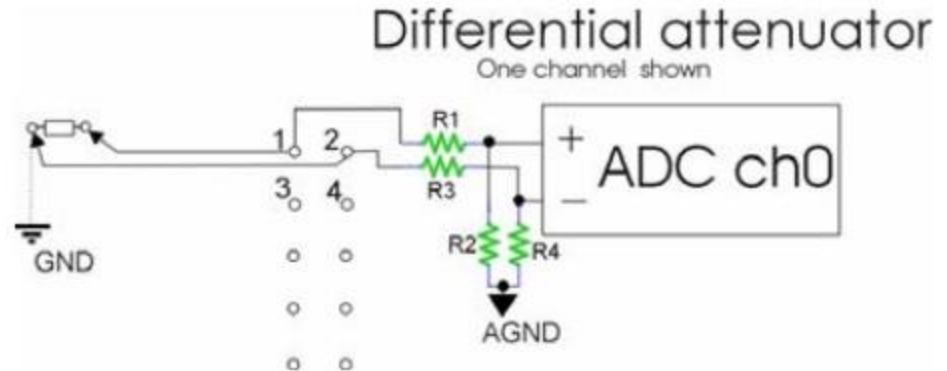 Differential attenuator
One channel shown
R1
1 2
+
ADC ch0
R3
−
3 4
R2 R4
GND
AGND